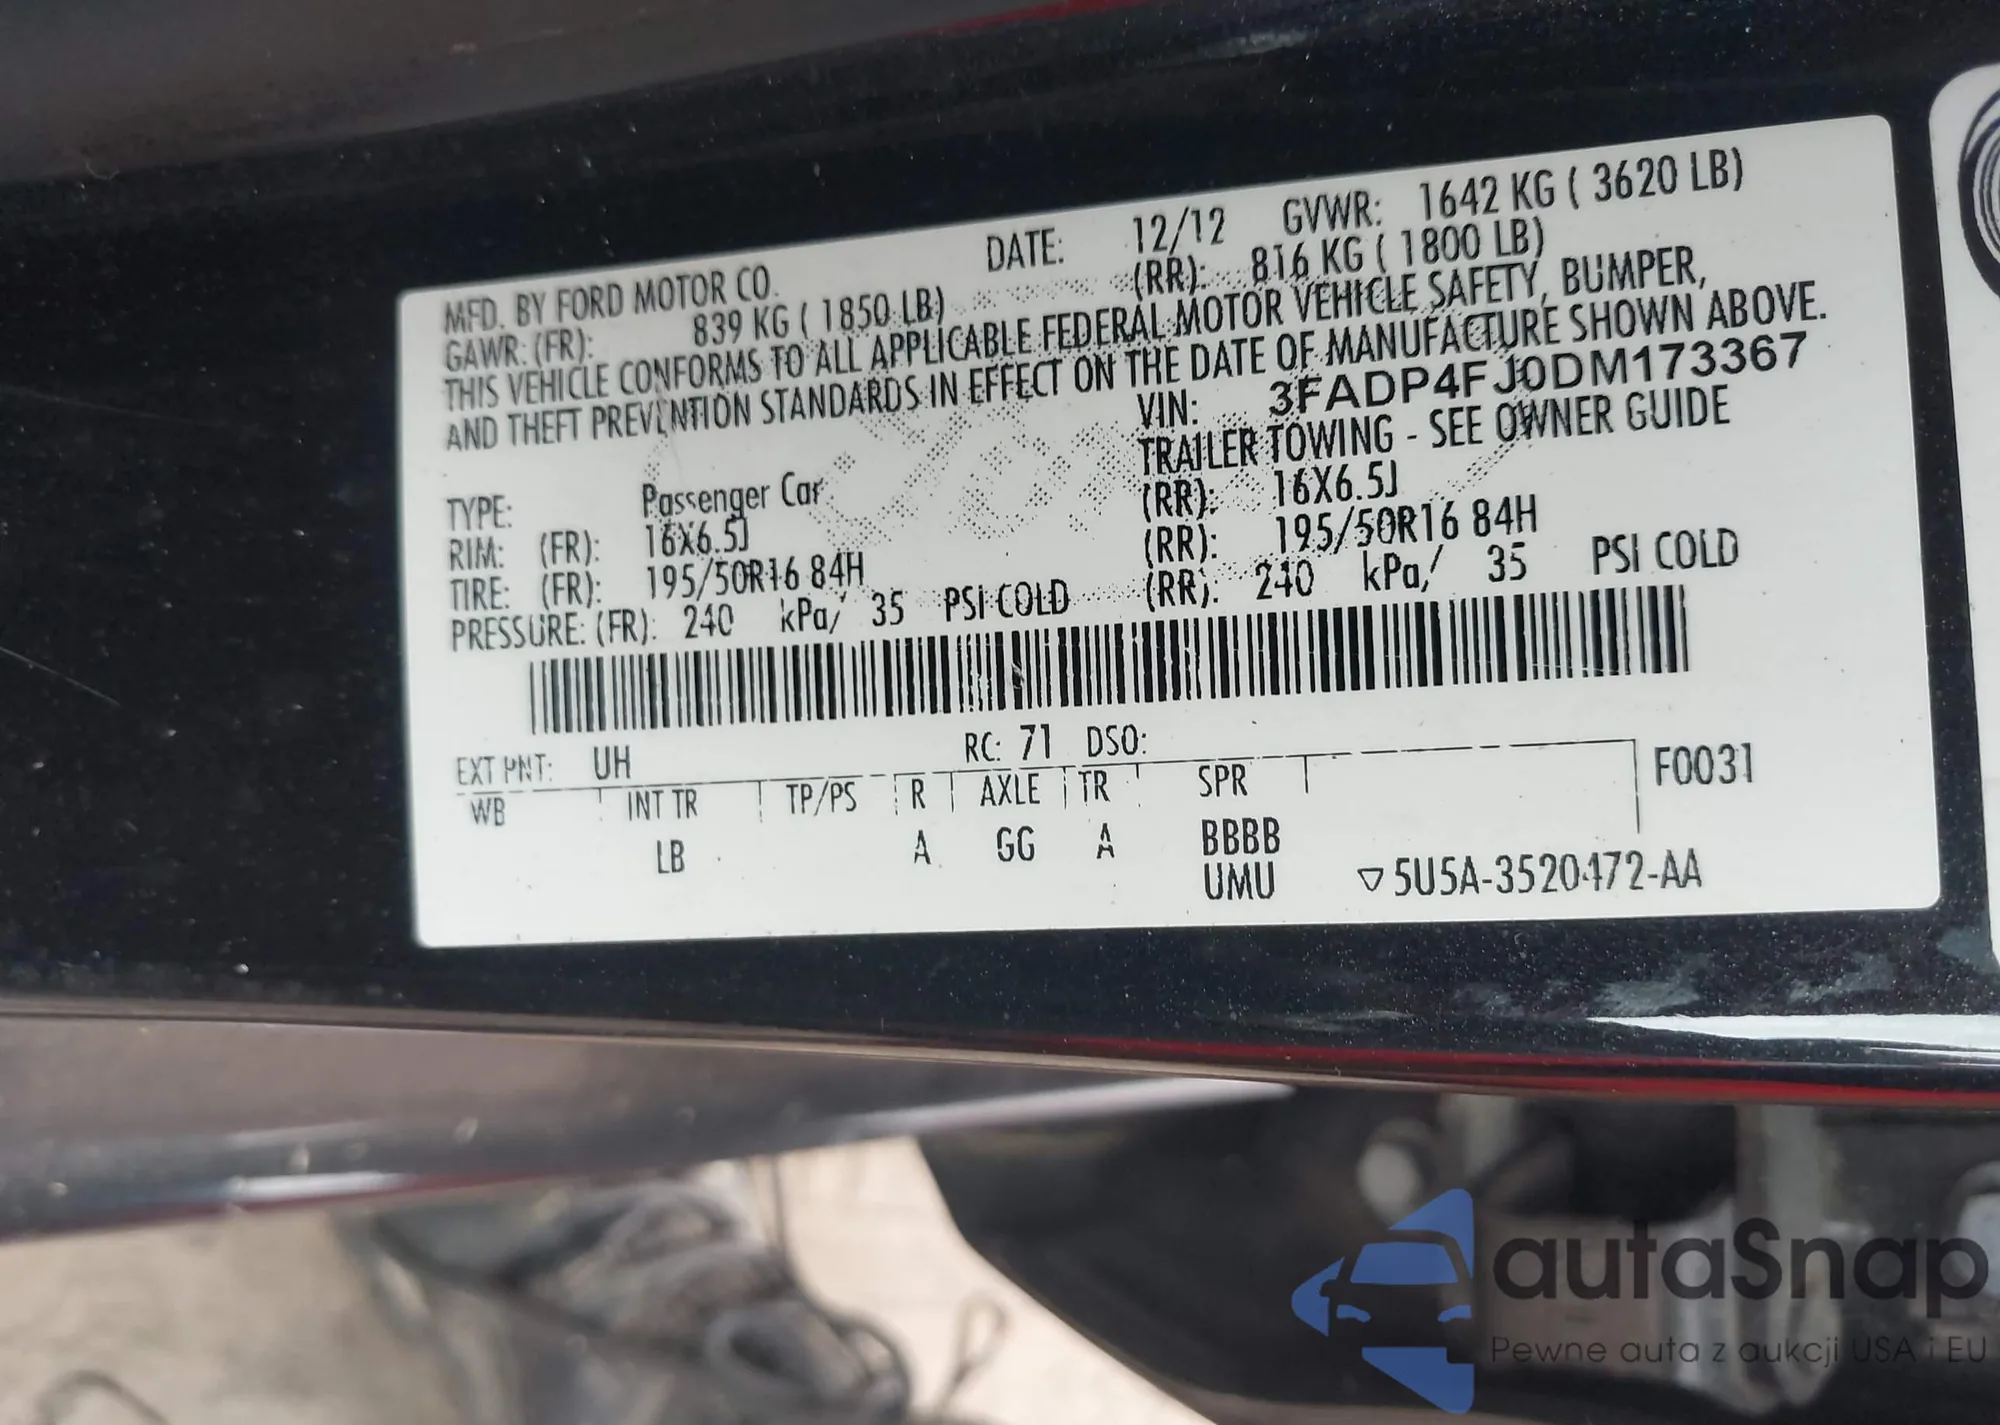 MFD. BY FORD MOTOR CO. DATE: 12/12 GVWR: 1642 KG ( 3620 LB)
GAWR: (FR): 839 KG ( 1850 LB) (RR): 816 KG ( 1800 LB)
THIS VEHICLE CONFORMS TO ALL APPLICABLE FEDERAL MOTOR VEHICLE SAFETY, BUMPER,
AND THEFT PREVENTION STANDARDS IN EFFECT ON THE DATE OF MANUFACTURE SHOWN ABOVE.
VIN: 3FADP4FJ0DM173367
TYPE: Passenger Car TRAILER TOWING - SEE OWNER GUIDE
RIM: (FR): 16X6.5J (RR): 16X6.5J
TIRE: (FR): 195/50R16 84H (RR): 195/50R16 84H
PRESSURE: (FR): 240 kPa/ 35 PSI COLD (RR): 240 kPa/ 35 PSI COLD
EXT PNT: UH RC: 71 DSO: F0031
WB INT TR TP/PS R AXLE TR SPR
LB A GG A BBBB
UMU ▽5U5A-3520472-AA
autaSnap
Pewne auta z aukcji USA i EU